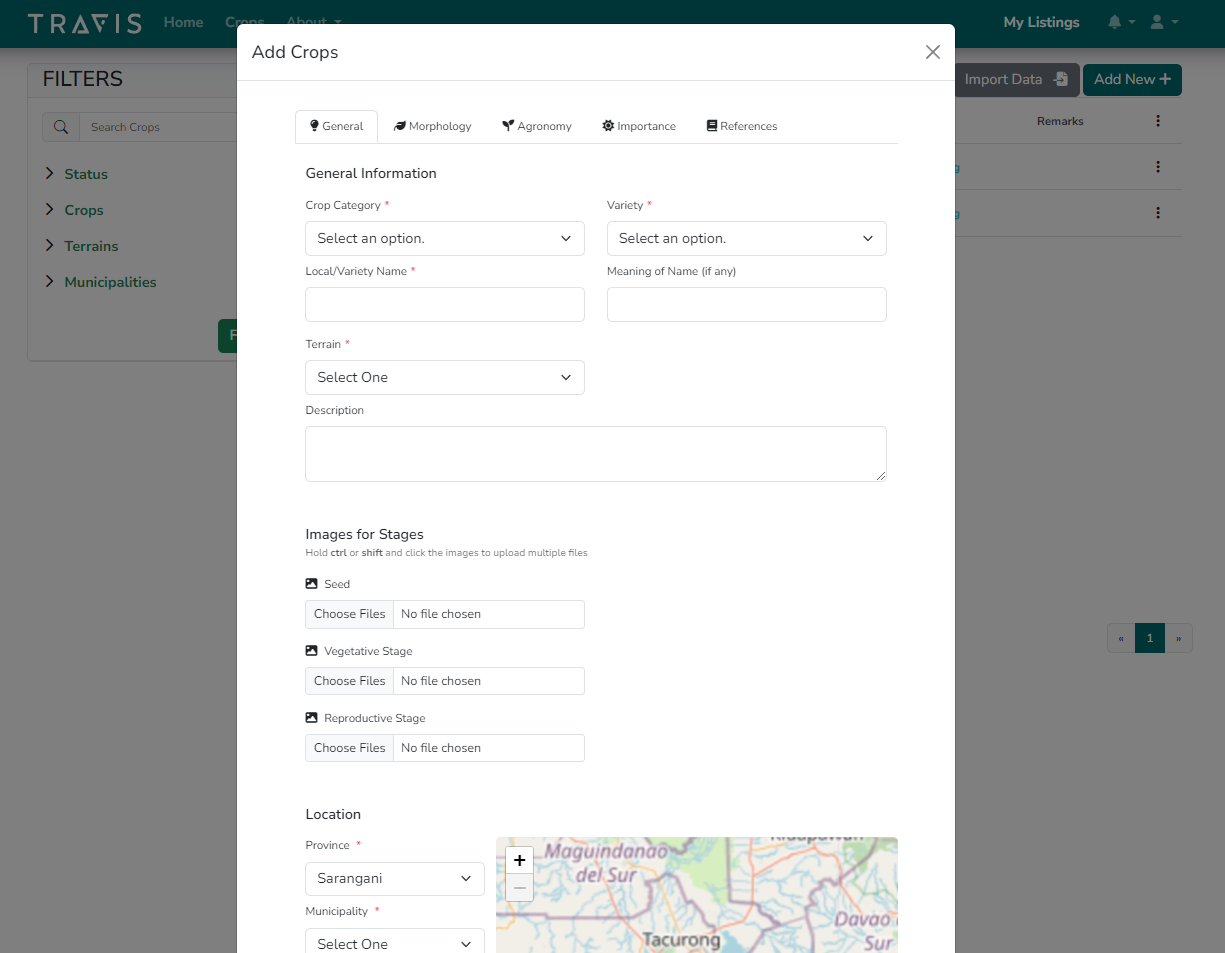 TRAVIS Home Crops About My Listings
Add Crops
FILTERS
Import Data Add New
Search Crops
General Morphology Agronomy Importance References
Remarks
General Information
Status
Crop Category * Variety *
Crops
Select an option. Select an option.
Terrains
Local/Variety Name * Meaning of Name (if any)
Municipalities
F
Terrain *
Select One
Description
Images for Stages
Hold ctrl or shift and click the images to upload multiple files
Seed
Choose Files No file chosen
« 1 »
Vegetative Stage
Choose Files No file chosen
Reproductive Stage
Choose Files No file chosen
Location
Province *
+
Maguindanao
del Sur
Sarangani
−
Municipality *
Davao
Sur
Select One
Tacurong